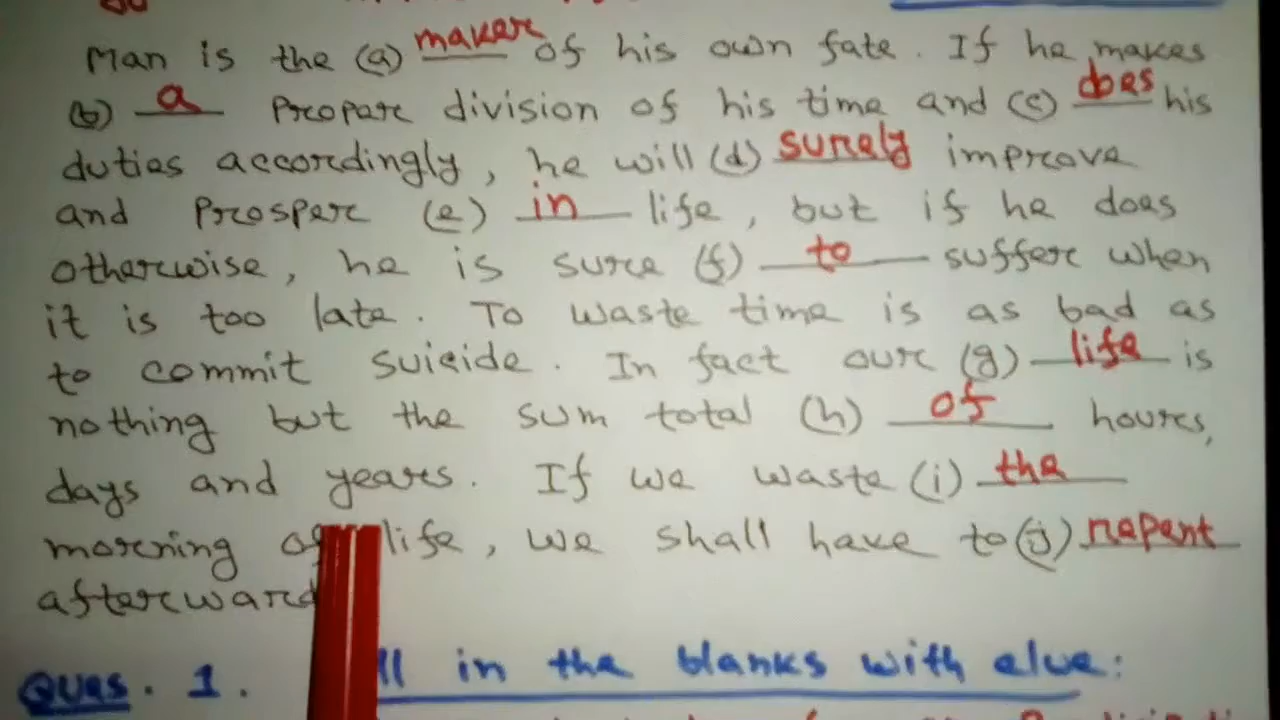 Man is the (a) maker of his own fate. If he makes
(b) a Proper division of his time and (c) does his
duties accordingly, he will (d) surely improve
and Prosper (e) in life, but if he does
otherwise, he is sure (f) to suffer when
it is too late. To waste time is as bad as
to commit suicide. In fact our (g) life is
nothing but the sum total (h) of hours,
days and years. If we waste (i) the
morning of life, we shall have to (j) repent
afterward
Ques. 1. ll in the blanks with clue: